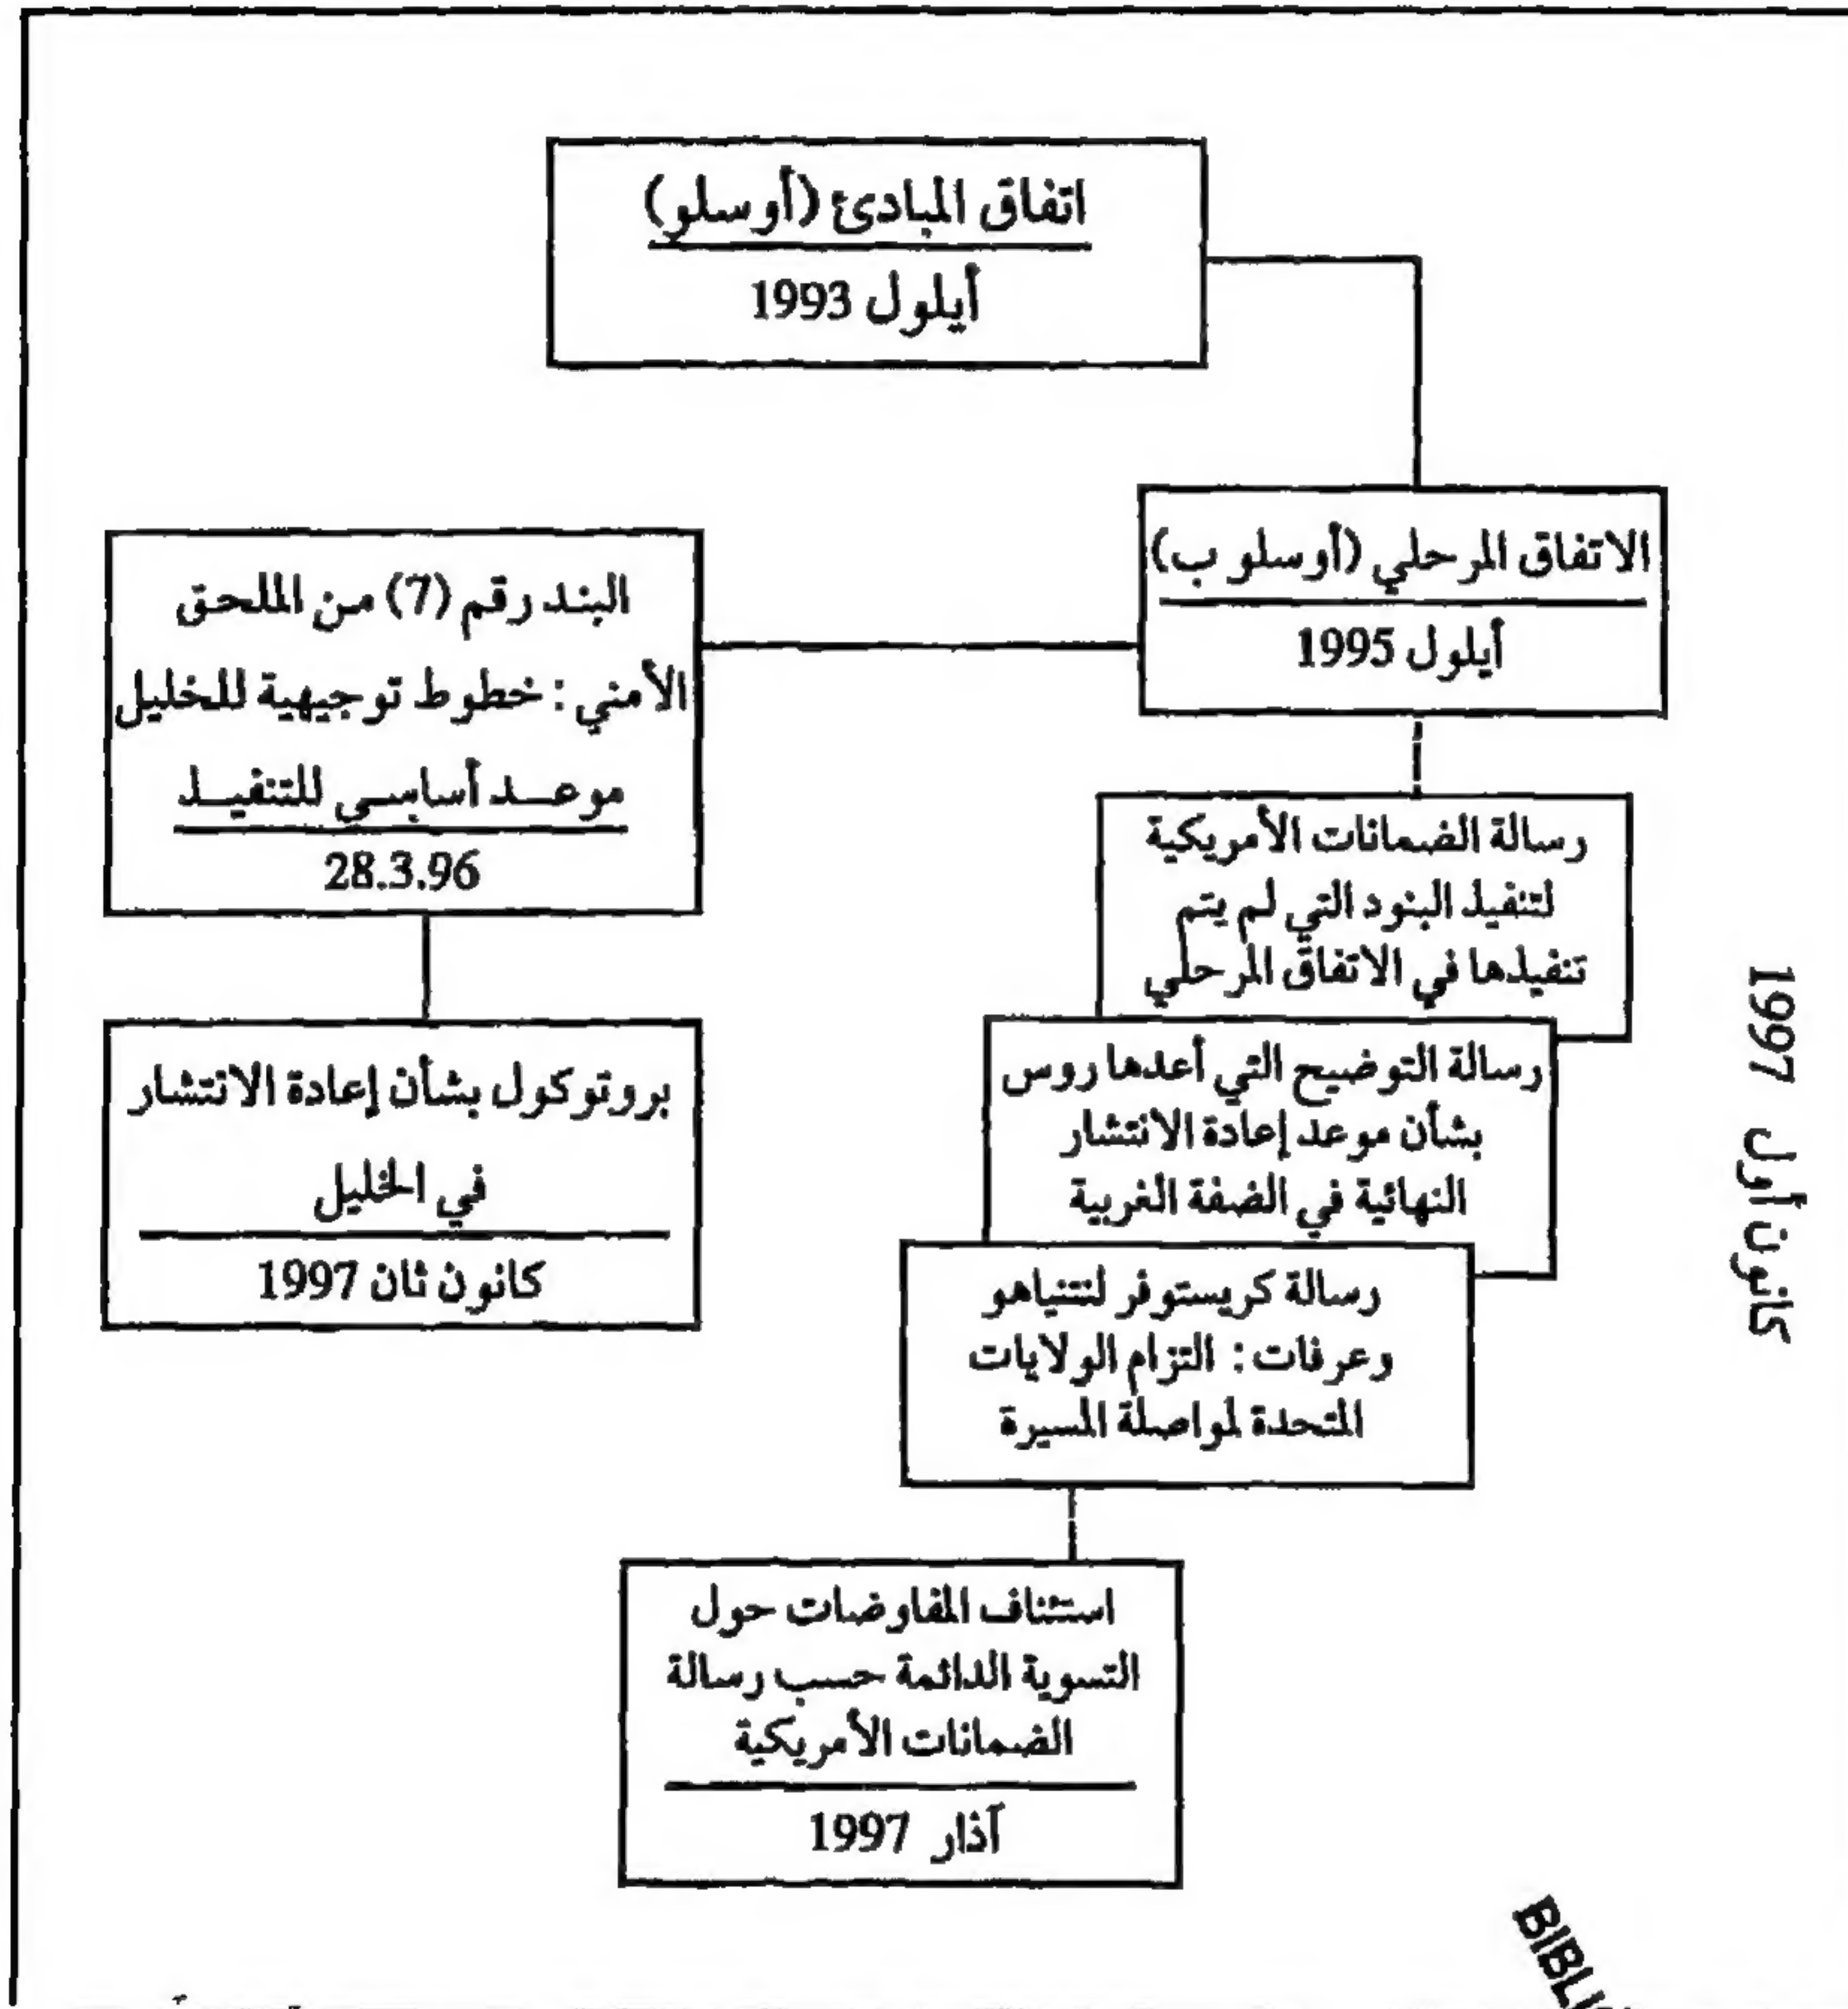 اتفاق المبادئ (أوسلو)
أيلول 1993
الاتفاق المرحلي (أوسلو ب)
أيلول 1995
البند رقم (7) من الملحق
الأمني : خطوط توجيهية للخليل
موعد أساسي للتنفيذ
28.3.96
بروتوكول بشأن إعادة الانتشار
في الخليل
كانون ثان 1997
رسالة الضمانات الأمريكية
لتنفيذ البنود التي لم يتم
تنفيذها في الاتفاق المرحلي
رسالة التوضيح التي أعدها روس
بشأن موعد إعادة الانتشار
النهائية في الضفة الغربية
رسالة كريستوفر لنتنياهو
وعرفات : التزام الولايات
المتحدة لمواصلة المسيرة
كانون أول 1997
استئناف المفاوضات حول
التسوية الدائمة حسب رسالة
الضمانات الأمريكية
آذار 1997